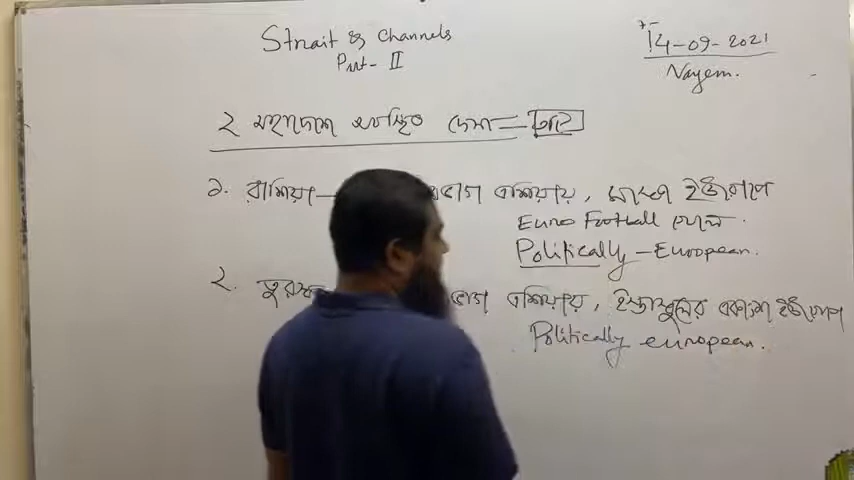 Strait & Channels
Part- II
14-09-2021
Nayem.
২ মহাদেশে অবস্থিত দেশ = ৫টি
১. রাশিয়া— ভাগ এশিয়ায়, মস্কো ইউরোপে
Euro Football খেলে.
Politically – European.
২. তুরস্ক ভাগ এশিয়ায়, ইস্তাম্বুলের একাংশ ইউরোপে
Politically european.